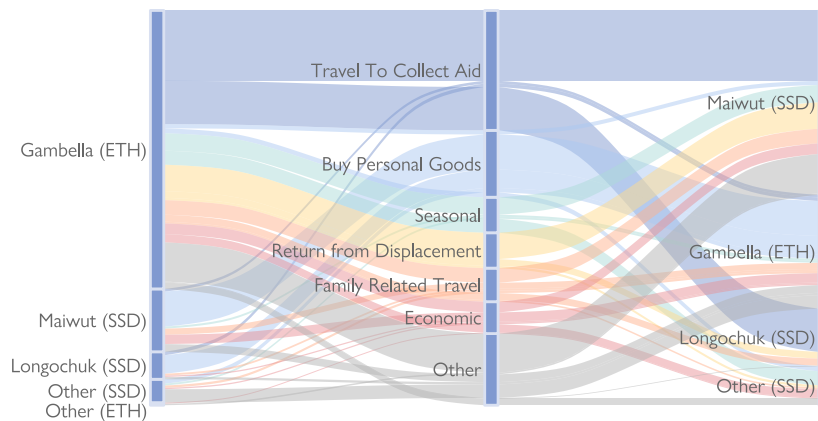 Gambella (ETH)
Maiwut (SSD)
Longochuk (SSD)
Other (SSD)
Other (ETH)
Travel To Collect Aid
Buy Personal Goods
Seasonal
Return from Displacement
Family Related Travel
Economic
Other
Maiwut (SSD)
Gambella (ETH)
Longochuk (SSD)
Other (SSD)